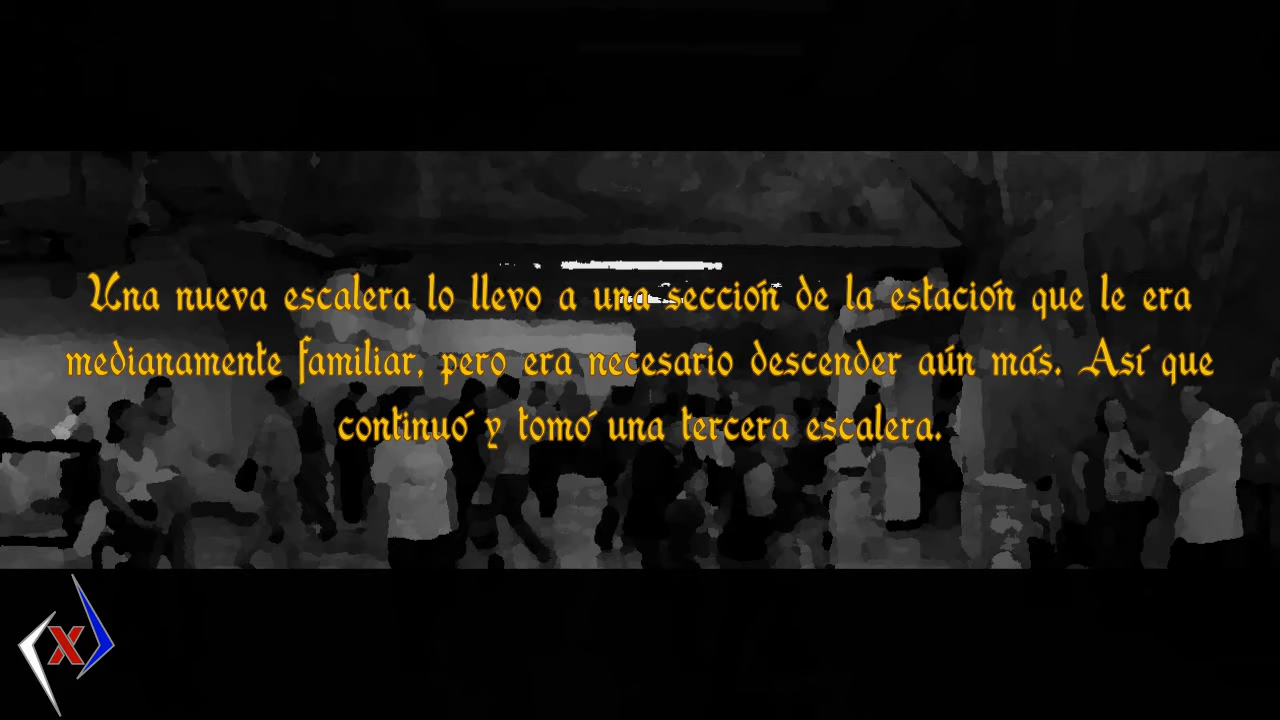 Una nueva escalera lo llevo a una sección de la estación que le era
medianamente familiar, pero era necesario descender aún más. Así que
continuó y tomó una tercera escalera.
X